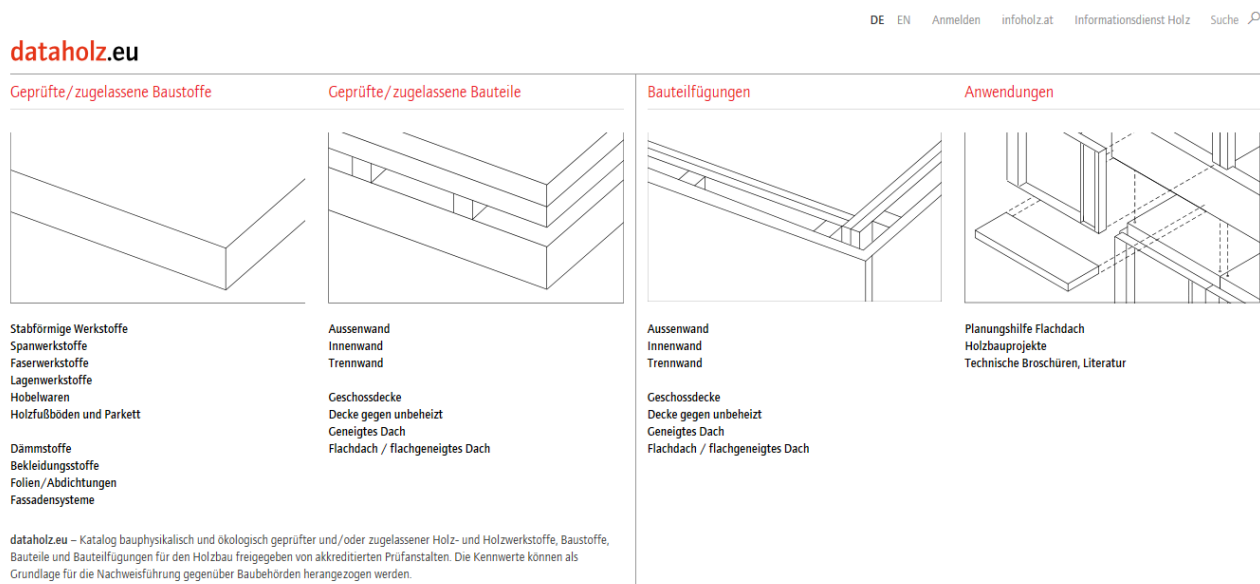 DE EN Anmelden infoholz.at Informationsdienst Holz Suche
dataholz.eu
Geprüfte/zugelassene Baustoffe
Stabförmige Werkstoffe
Spanwerkstoffe
Faserwerkstoffe
Lagenwerkstoffe
Hobelwaren
Holzfußböden und Parkett
Dämmstoffe
Bekleidungsstoffe
Folien/Abdichtungen
Fassadensysteme
Geprüfte/zugelassene Bauteile
Aussenwand
Innenwand
Trennwand
Geschossdecke
Decke gegen unbeheizt
Geneigtes Dach
Flachdach / flachgeneigtes Dach
dataholz.eu – Katalog bauphysikalisch und ökologisch geprüfter und/oder zugelassener Holz- und Holzwerkstoffe, Baustoffe,
Bauteile und Bauteilfügungen für den Holzbau freigegeben von akkreditierten Prüfanstalten. Die Kennwerte können als
Grundlage für die Nachweisführung gegenüber Baubehörden herangezogen werden.
Bauteilfügungen
Aussenwand
Innenwand
Trennwand
Geschossdecke
Decke gegen unbeheizt
Geneigtes Dach
Flachdach / flachgeneigtes Dach
Anwendungen
Planungshilfe Flachdach
Holzbauprojekte
Technische Broschüren, Literatur